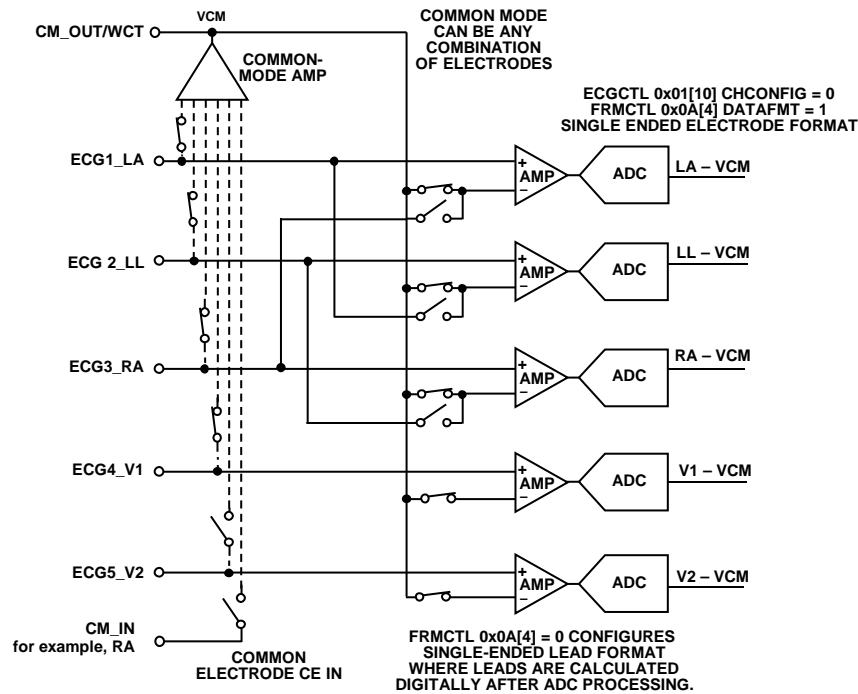 VCM
CM_OUT/WCT
COMMON-
MODE AMP
COMMON MODE
CAN BE ANY
COMBINATION
OF ELECTRODES
ECGCTL 0x01[10] CHCONFIG = 0
FRMCTL 0x0A[4] DATAFMT = 1
SINGLE ENDED ELECTRODE FORMAT
ECG1_LA
+
AMP
–
ADC
LA – VCM
ECG 2_LL
+
AMP
–
ADC
LL – VCM
ECG3_RA
+
AMP
–
ADC
RA – VCM
ECG4_V1
+
AMP
–
ADC
V1 – VCM
ECG5_V2
+
AMP
–
ADC
V2 – VCM
CM_IN
for example, RA
COMMON
ELECTRODE CE IN
FRMCTL 0x0A[4] = 0 CONFIGURES
SINGLE-ENDED LEAD FORMAT
WHERE LEADS ARE CALCULATED
DIGITALLY AFTER ADC PROCESSING.